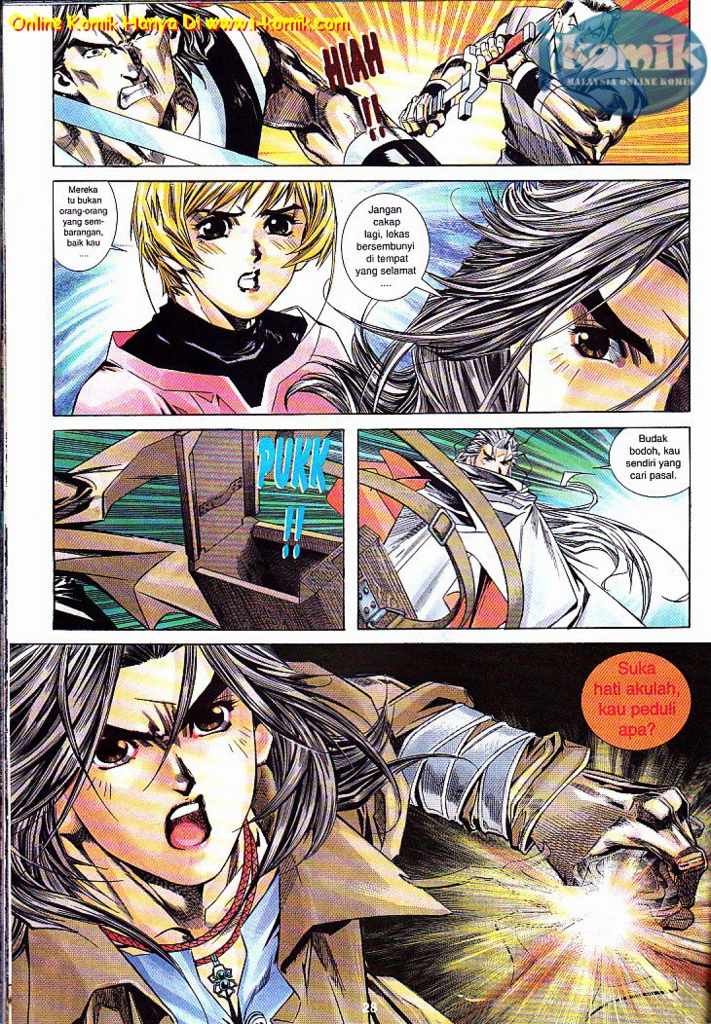 Online Komik Hanya Di www.i-komik.com
komik
MALAYSIA ONLINE KOMIK
HIAH
!!
Mereka
tu bukan
orang-orang
yang sem-
barangan,
baik kau
....
Jangan
cakap
lagi, lekas
bersembunyi
di tempat
yang selamat
.....
PUKK
!!
Budak
bodoh, kau
sendiri yang
cari pasal.
Suka
hati akulah,
kau peduli
apa?
28